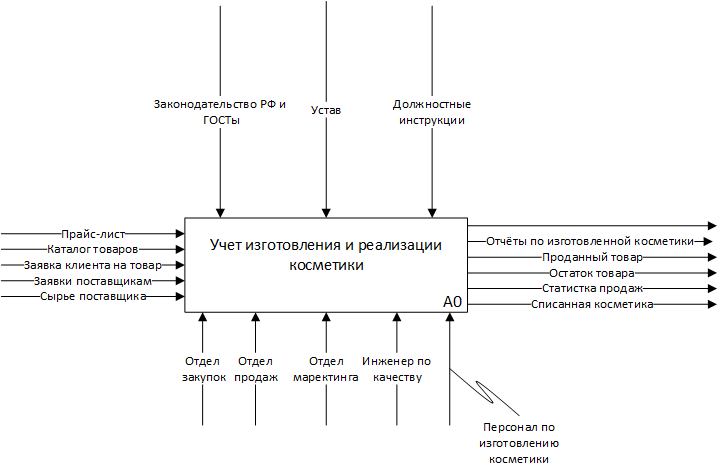 Законодательство РФ и
ГОСТы
Устав
Должностные
инструкции
Прайс-лист
Каталог товаров
Заявка клиента на товар
Заявки поставщикам
Сырье поставщика
Учет изготовления и реализации
косметики
A0
Отчёты по изготовленной косметики
Проданный товар
Остаток товара
Статистка продаж
Списанная косметика
Отдел
закупок
Отдел
продаж
Отдел
маректинга
Инженер по
качеству
Персонал по
изготовлению
косметики